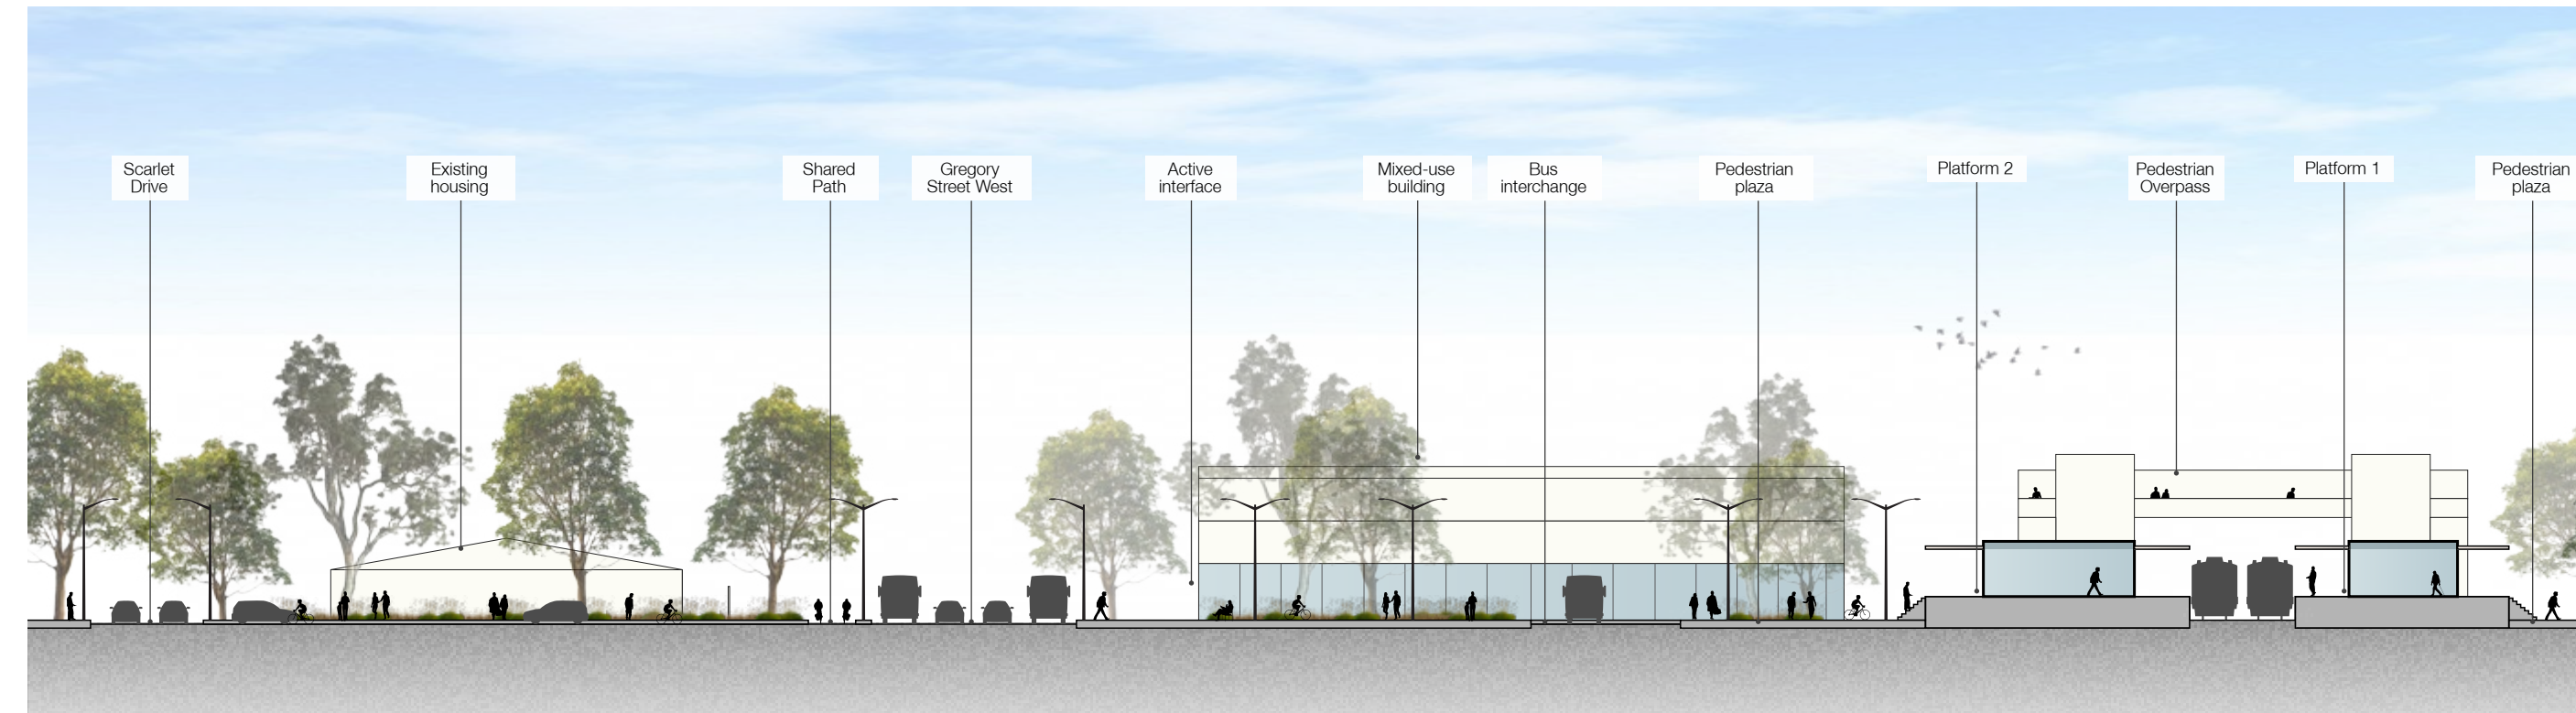 Scarlet
Drive
Existing
housing
Shared
Path
Gregory
Street West
Active
interface
Mixed-use
building
Bus
interchange
Pedestrian
plaza
Platform 2
Pedestrian
Overpass
Platform 1
Pedestrian
plaza